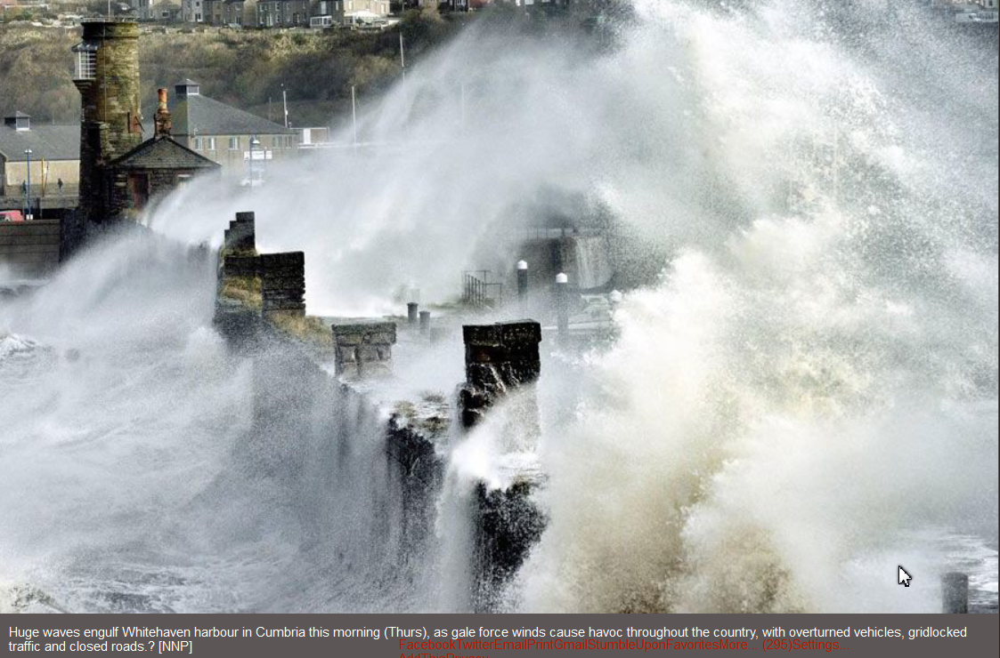 Huge waves engulf Whitehaven harbour in Cumbria this morning (Thurs), as gale force winds cause havoc throughout the country, with overturned vehicles, gridlocked
traffic and closed roads.? [NNP]
FacebookTwitterEmailPrintGmailStumbleUponFavoritesMore... (295)Settings...
AddThisPrivacy